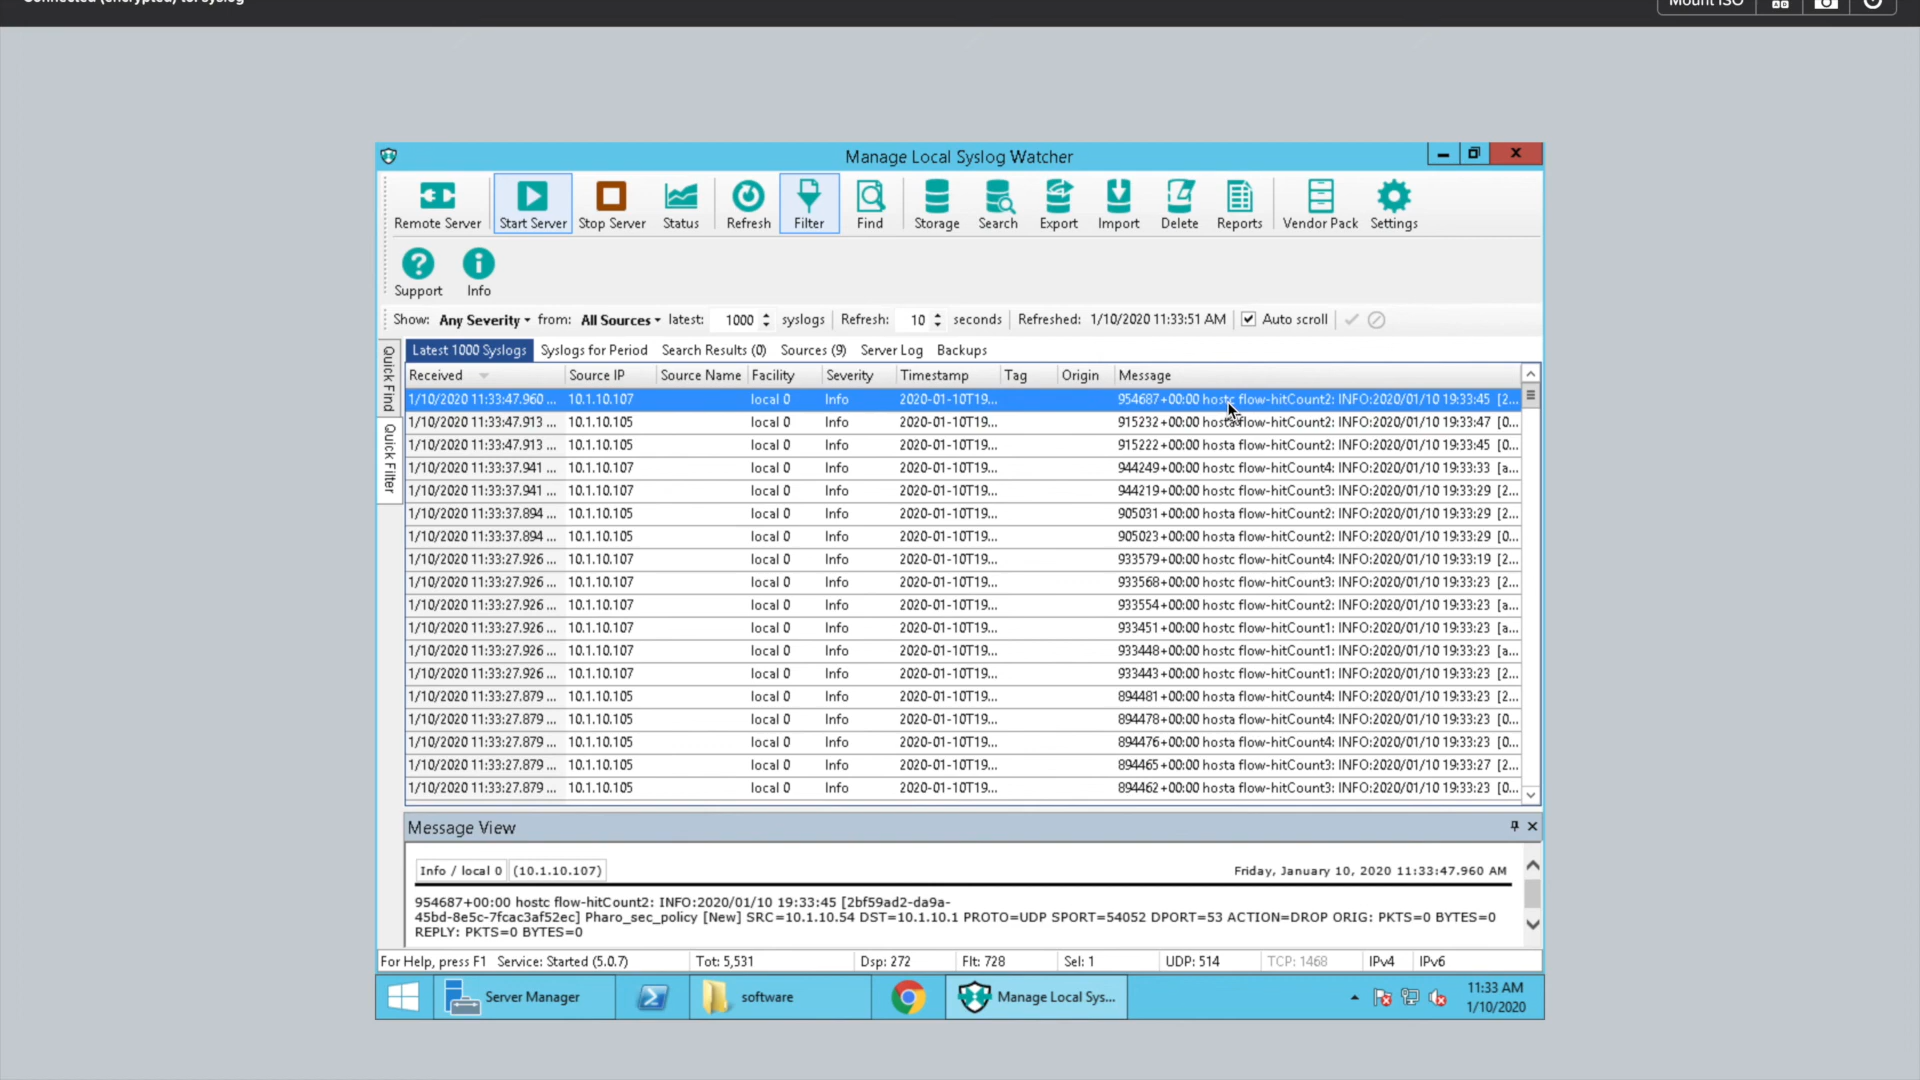 Connected (encrypted) to: syslog
Mount ISO
Manage Local Syslog Watcher
Remote Server Start Server Stop Server Status Refresh Filter Find Storage Search Export Import Delete Reports Vendor Pack Settings
Support Info
Show: Any Severity from: All Sources latest: 1000 syslogs Refresh: 10 seconds Refreshed: 1/10/2020 11:33:51 AM Auto scroll
Quick Find
Quick Filter
Latest 1000 Syslogs Syslogs for Period Search Results (0) Sources (9) Server Log Backups
Received Source IP Source Name Facility Severity Timestamp Tag Origin Message
1/10/2020 11:33:47.960 ... 10.1.10.107 local 0 Info 2020-01-10T19... 954687+00:00 hostc flow-hitCount2: INFO:2020/01/10 19:33:45 [2...
1/10/2020 11:33:47.913 ... 10.1.10.105 local 0 Info 2020-01-10T19... 915232+00:00 hosta flow-hitCount2: INFO:2020/01/10 19:33:47 [0...
1/10/2020 11:33:47.913 ... 10.1.10.105 local 0 Info 2020-01-10T19... 915222+00:00 hosta flow-hitCount2: INFO:2020/01/10 19:33:45 [0...
1/10/2020 11:33:37.941 ... 10.1.10.107 local 0 Info 2020-01-10T19... 944249+00:00 hostc flow-hitCount4: INFO:2020/01/10 19:33:33 [a...
1/10/2020 11:33:37.941 ... 10.1.10.107 local 0 Info 2020-01-10T19... 944219+00:00 hostc flow-hitCount3: INFO:2020/01/10 19:33:29 [2...
1/10/2020 11:33:37.894 ... 10.1.10.105 local 0 Info 2020-01-10T19... 905031+00:00 hosta flow-hitCount2: INFO:2020/01/10 19:33:29 [2...
1/10/2020 11:33:37.894 ... 10.1.10.105 local 0 Info 2020-01-10T19... 905023+00:00 hosta flow-hitCount2: INFO:2020/01/10 19:33:29 [0...
1/10/2020 11:33:27.926 ... 10.1.10.107 local 0 Info 2020-01-10T19... 933579+00:00 hostc flow-hitCount4: INFO:2020/01/10 19:33:19 [2...
1/10/2020 11:33:27.926 ... 10.1.10.107 local 0 Info 2020-01-10T19... 933568+00:00 hostc flow-hitCount3: INFO:2020/01/10 19:33:23 [2...
1/10/2020 11:33:27.926 ... 10.1.10.107 local 0 Info 2020-01-10T19... 933554+00:00 hostc flow-hitCount2: INFO:2020/01/10 19:33:23 [a...
1/10/2020 11:33:27.926 ... 10.1.10.107 local 0 Info 2020-01-10T19... 933451+00:00 hostc flow-hitCount1: INFO:2020/01/10 19:33:23 [a...
1/10/2020 11:33:27.926 ... 10.1.10.107 local 0 Info 2020-01-10T19... 933448+00:00 hostc flow-hitCount1: INFO:2020/01/10 19:33:23 [a...
1/10/2020 11:33:27.926 ... 10.1.10.107 local 0 Info 2020-01-10T19... 933443+00:00 hostc flow-hitCount1: INFO:2020/01/10 19:33:23 [2...
1/10/2020 11:33:27.879 ... 10.1.10.105 local 0 Info 2020-01-10T19... 894481+00:00 hosta flow-hitCount4: INFO:2020/01/10 19:33:23 [2...
1/10/2020 11:33:27.879 ... 10.1.10.105 local 0 Info 2020-01-10T19... 894478+00:00 hosta flow-hitCount4: INFO:2020/01/10 19:33:23 [0...
1/10/2020 11:33:27.879 ... 10.1.10.105 local 0 Info 2020-01-10T19... 894476+00:00 hosta flow-hitCount4: INFO:2020/01/10 19:33:23 [0...
1/10/2020 11:33:27.879 ... 10.1.10.105 local 0 Info 2020-01-10T19... 894465+00:00 hosta flow-hitCount3: INFO:2020/01/10 19:33:27 [2...
1/10/2020 11:33:27.879 ... 10.1.10.105 local 0 Info 2020-01-10T19... 894462+00:00 hosta flow-hitCount3: INFO:2020/01/10 19:33:23 [0...
Message View
Info / local 0 (10.1.10.107) Friday, January 10, 2020 11:33:47.960 AM
954687+00:00 hostc flow-hitCount2: INFO:2020/01/10 19:33:45 [2bf59ad2-da9a-
45bd-8e5c-7fcac3af52ec] Pharo_sec_policy [New] SRC=10.1.10.54 DST=10.1.10.1 PROTO=UDP SPORT=54052 DPORT=53 ACTION=DROP ORIG: PKTS=0 BYTES=0
REPLY: PKTS=0 BYTES=0
For Help, press F1 Service: Started (5.0.7) Tot: 5,531 Dsp: 272 Flt: 728 Sel: 1 UDP: 514 TCP: 1468 IPv4 IPv6
Server Manager software Manage Local Sys... 11:33 AM
1/10/2020